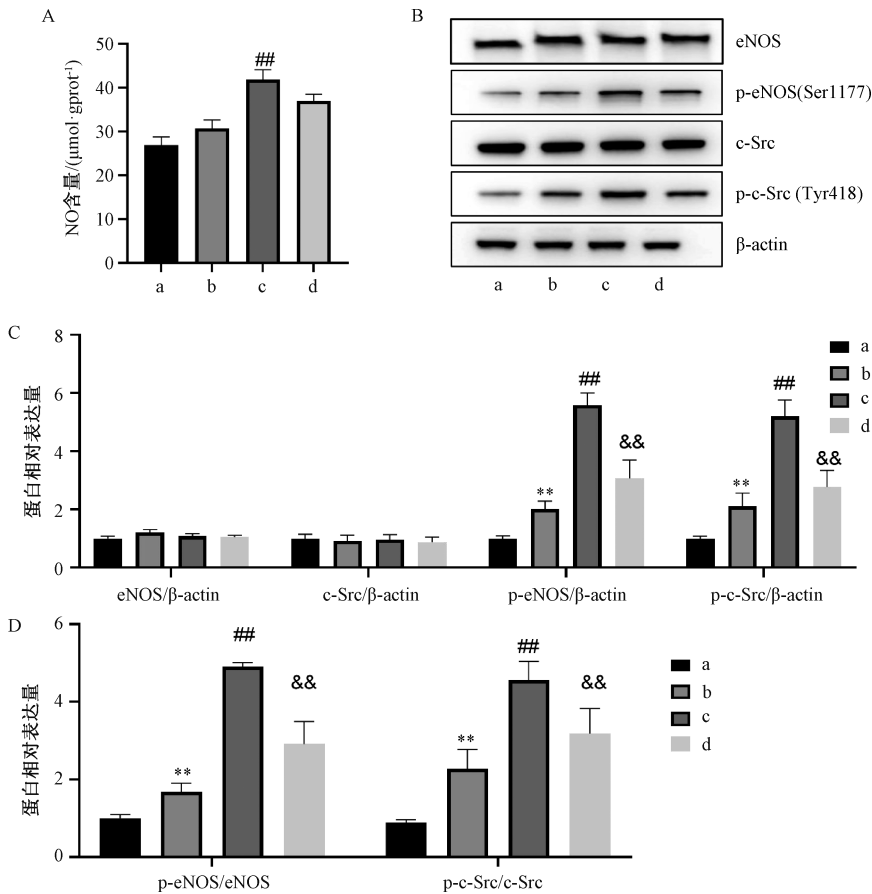 A
NO含量/(μmol·gprot⁻¹)
50
40
30
20
10
0
##
a b c d
B
eNOS
p-eNOS(Ser1177)
c-Src
p-c-Src (Tyr418)
β-actin
a b c d
C
蛋白相对表达量
8
6
4
2
0
** ## && ** ## &&
a
b
c
d
eNOS/β-actin c-Src/β-actin p-eNOS/β-actin p-c-Src/β-actin
D
蛋白相对表达量
6
4
2
0
** ## && ** ## &&
a
b
c
d
p-eNOS/eNOS p-c-Src/c-Src